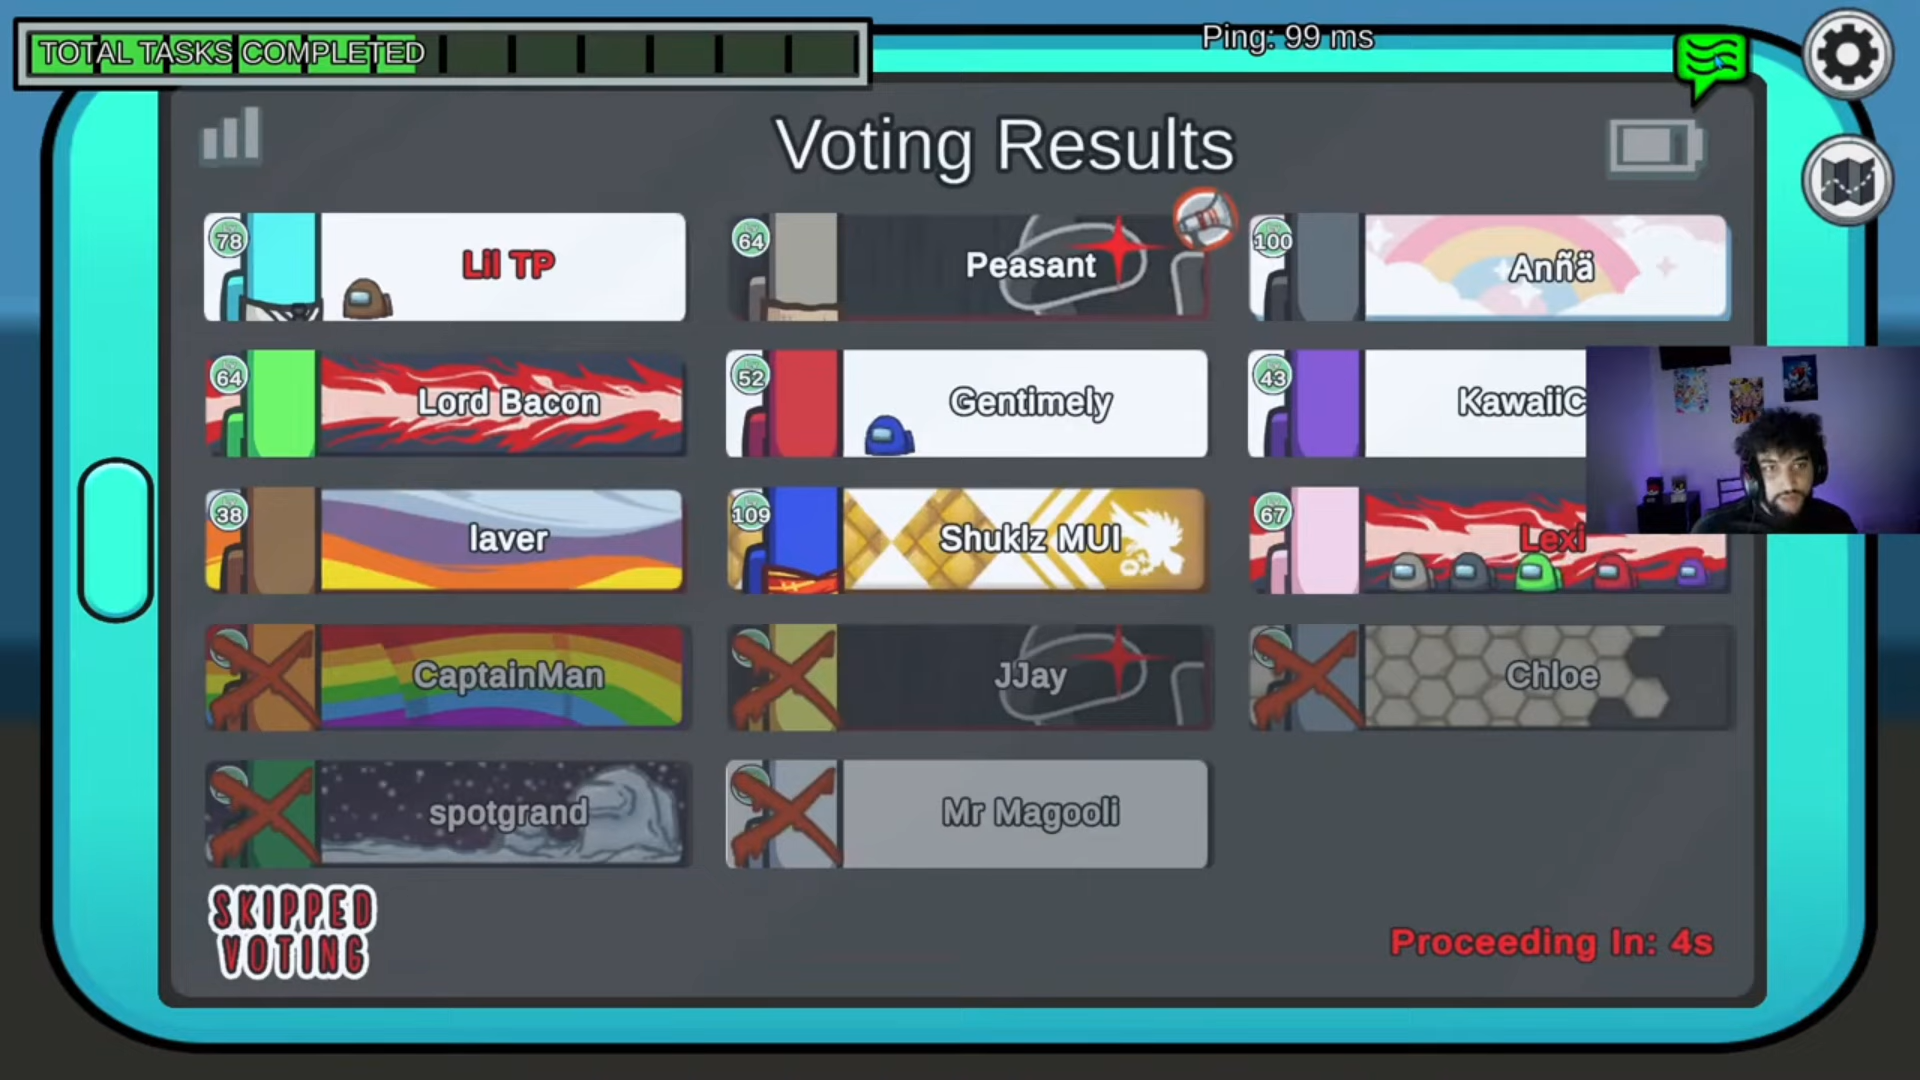 TOTAL TASKS COMPLETED
Ping: 99 ms
Voting Results
78 Lil TP
64 Peasant
100 Anñä
64 Lord Bacon
52 Gentimely
43 KawaiiC
38 laver
109 Shuklz MUI
67 Lexi
CaptainMan
JJay
Chloe
spotgrand
Mr Magooli
SKIPPED
VOTING
Proceeding In: 4s